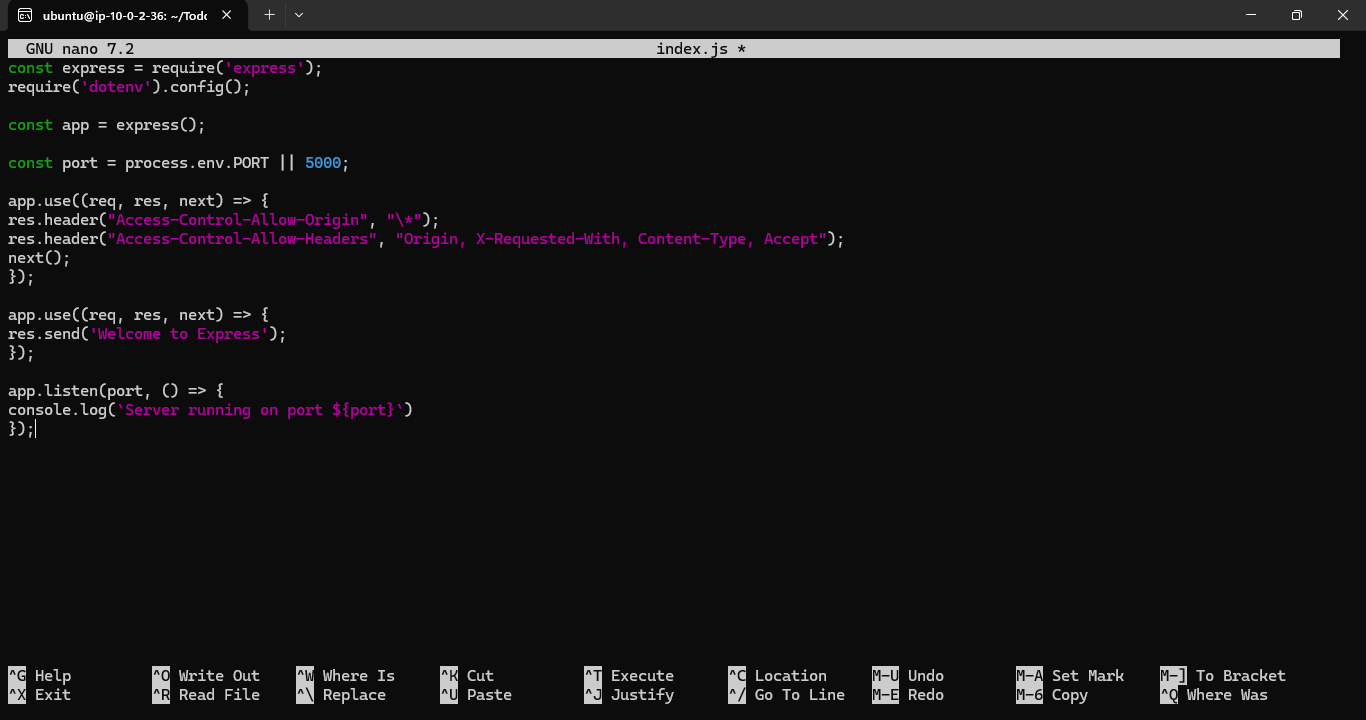 ubuntu@ip-10-0-2-36: ~/Todo
GNU nano 7.2 index.js *
const express = require('express');
require('dotenv').config();
const app = express();
const port = process.env.PORT || 5000;
app.use((req, res, next) => {
res.header("Access-Control-Allow-Origin", "\*");
res.header("Access-Control-Allow-Headers", "Origin, X-Requested-With, Content-Type, Accept");
next();
});
app.use((req, res, next) => {
res.send('Welcome to Express');
});
app.listen(port, () => {
console.log(`Server running on port ${port}`)
});
^G Help ^O Write Out ^W Where Is ^K Cut ^T Execute ^C Location M-U Undo M-A Set Mark M-] To Bracket
^X Exit ^R Read File ^\ Replace ^U Paste ^J Justify ^/ Go To Line M-E Redo M-6 Copy ^Q Where Was